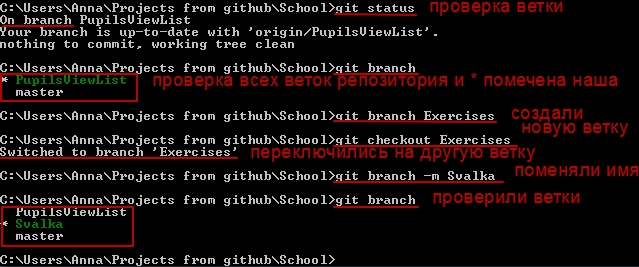 C:\Users\Anna\Projects from github\School>git status проверка ветки
On branch PupilsViewList
Your branch is up-to-date with 'origin/PupilsViewList'.
nothing to commit, working tree clean
C:\Users\Anna\Projects from github\School>git branch
* PupilsViewList проверка всех веток репозитория и * помечена наша
master
C:\Users\Anna\Projects from github\School>git branch Exercises создали
новую ветку
C:\Users\Anna\Projects from github\School>git checkout Exercises
Switched to branch 'Exercises' переключились на другую ветку
C:\Users\Anna\Projects from github\School>git branch -m Svalka поменяли имя
C:\Users\Anna\Projects from github\School>git branch проверили ветки
PupilsViewList
* Svalka
master
C:\Users\Anna\Projects from github\School>